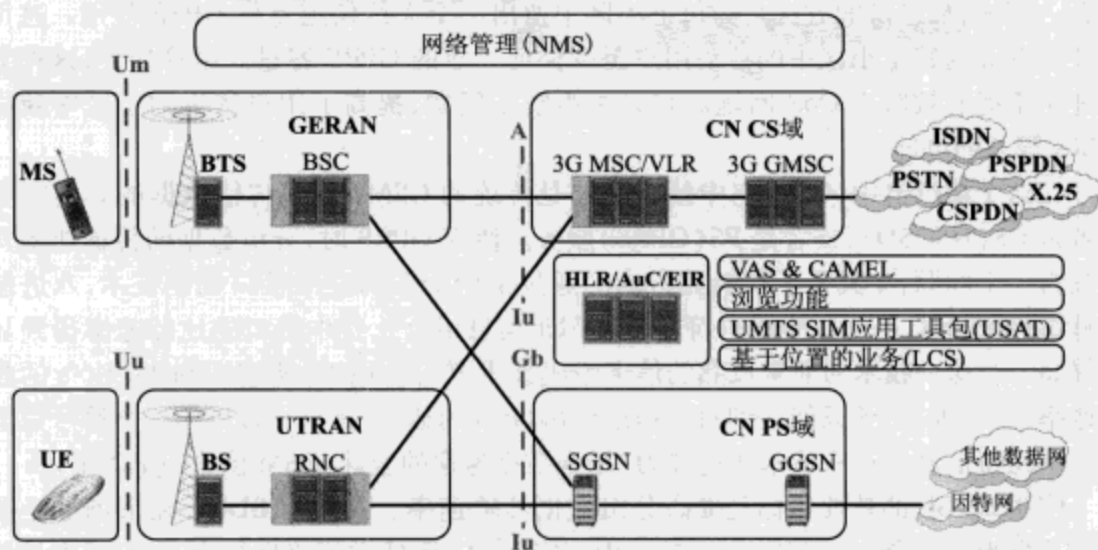 网络管理(NMS)
Um
GERAN
MS
BTS
BSC
A
CN CS域
3G MSC/VLR
3G GMSC
ISDN
PSPDN
PSTN
X.25
CSPDN
HLR/AuC/EIR
VAS & CAMEL
浏览功能
UMTS SIM应用工具包(USAT)
基于位置的业务(LCS)
Iu
Gb
Uu
UTRAN
UE
BS
RNC
CN PS域
SGSN
GGSN
其他数据网
因特网
Iu